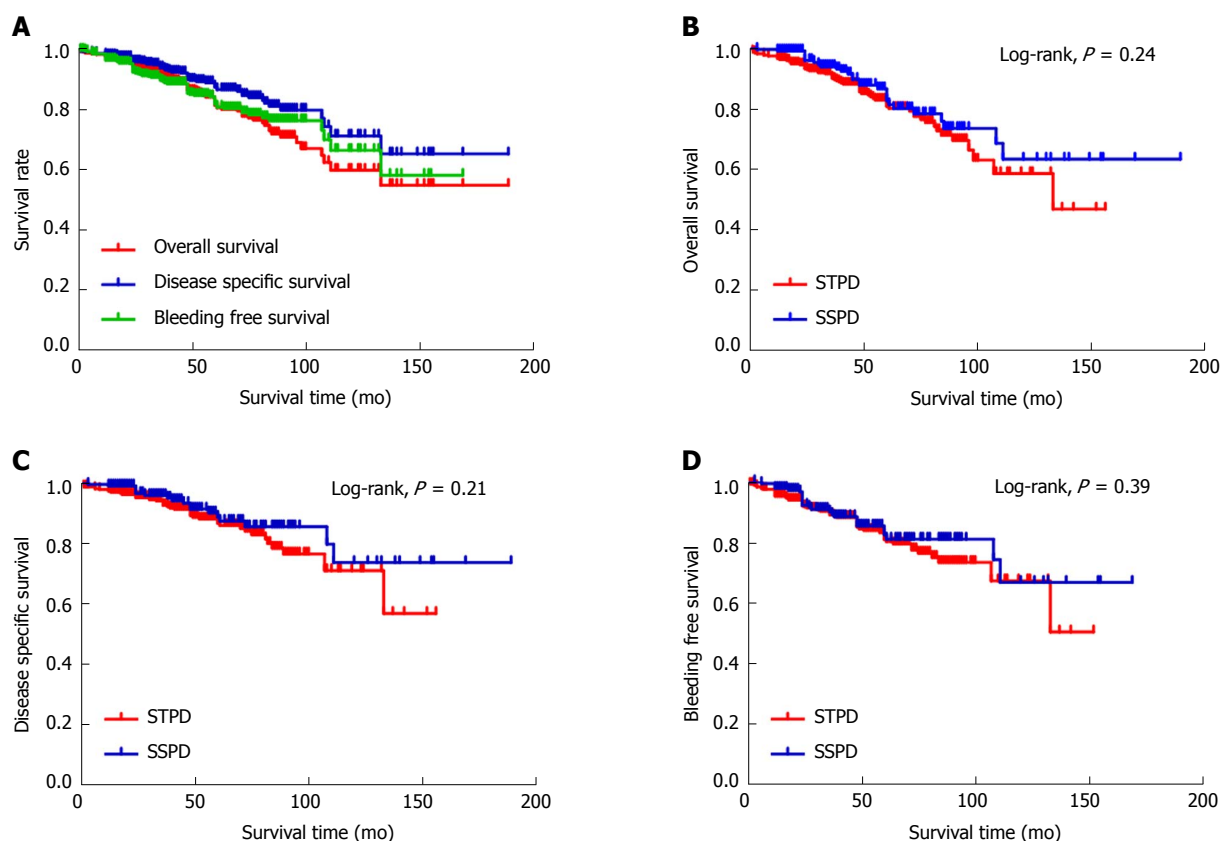 A
1.0
0.8
0.6
0.4
0.2
0.0
Survival rate
Overall survival
Disease specific survival
Bleeding free survival
0 50 100 150 200
Survival time (mo)
B
Log-rank, P = 0.24
1.0
0.8
0.6
0.4
0.2
0.0
Overall survival
STPD
SSPD
0 50 100 150 200
Survival time (mo)
C
Log-rank, P = 0.21
1.0
0.8
0.6
0.4
0.2
0.0
Disease specific survival
STPD
SSPD
0 50 100 150 200
Survival time (mo)
D
Log-rank, P = 0.39
1.0
0.8
0.6
0.4
0.2
0.0
Bleeding free survival
STPD
SSPD
0 50 100 150 200
Survival time (mo)